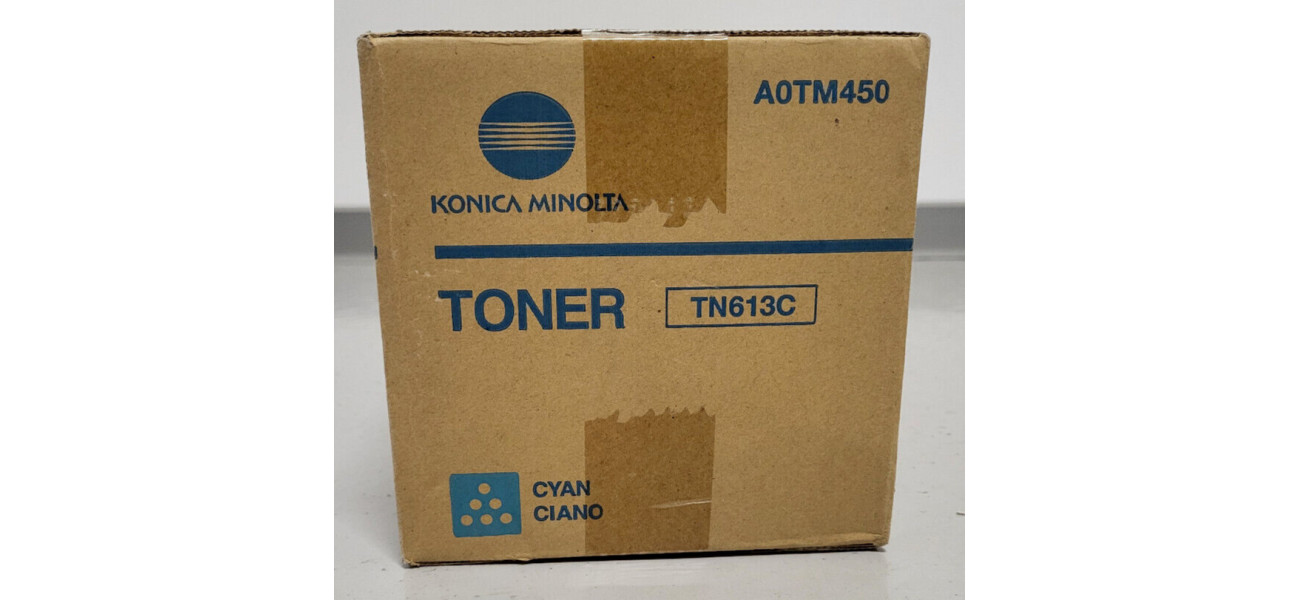 A0TM450
KONICA MINOLTA
TONER TN613C
CYAN
CIANO